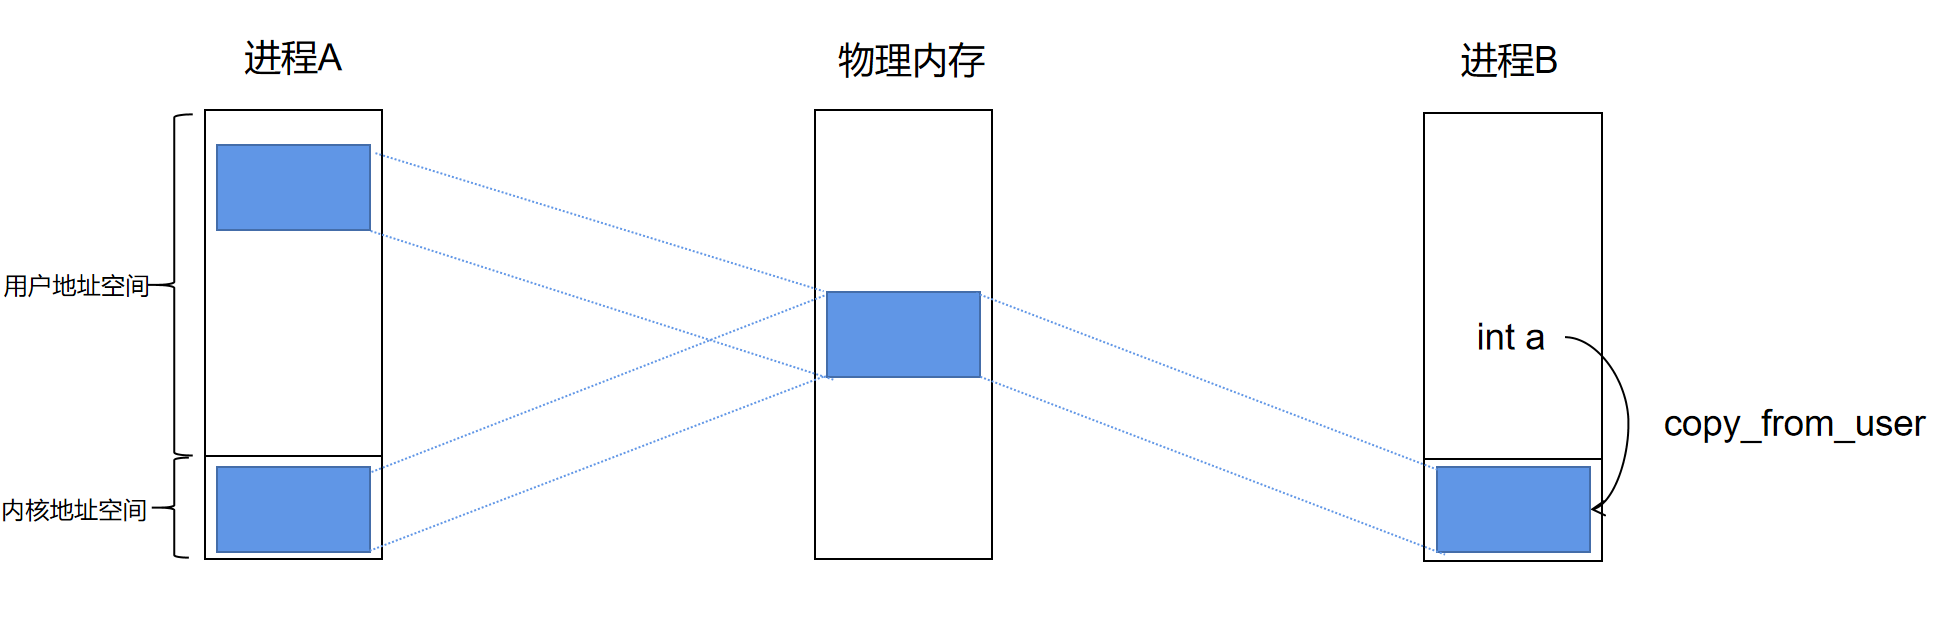 进程A
物理内存
进程B
用户地址空间
int a
copy_from_user
内核地址空间